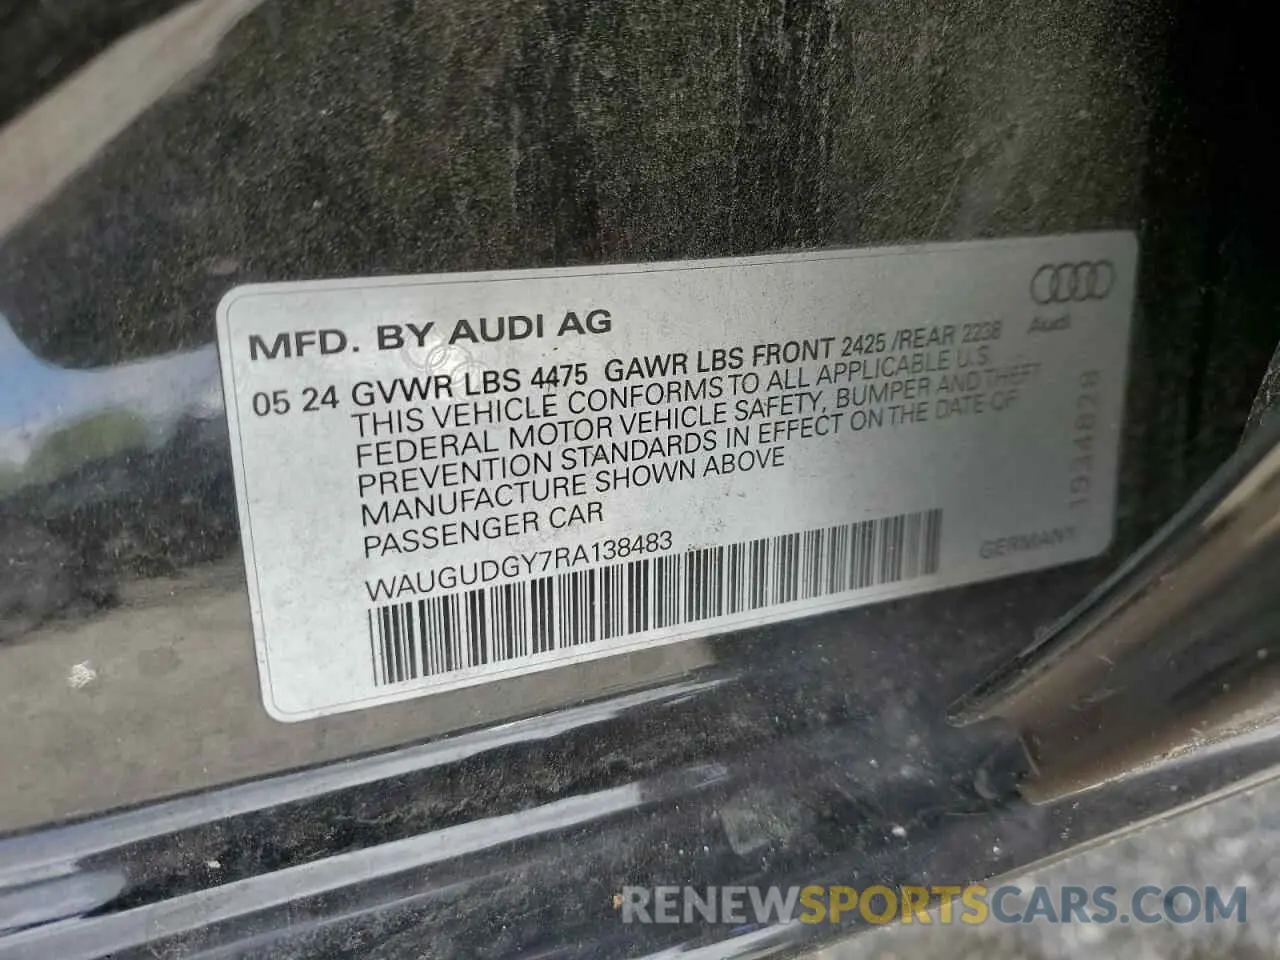 MFD. BY AUDI AG
05 24 GVWR LBS 4475 GAWR LBS FRONT 2425 /REAR 2238
THIS VEHICLE CONFORMS TO ALL APPLICABLE U.S.
FEDERAL MOTOR VEHICLE SAFETY, BUMPER AND THEFT
PREVENTION STANDARDS IN EFFECT ON THE DATE OF
MANUFACTURE SHOWN ABOVE
PASSENGER CAR
WAUGUDGY7RA138483
Audi
1934828
GERMANY
RENEWSPORTSCARS.COM